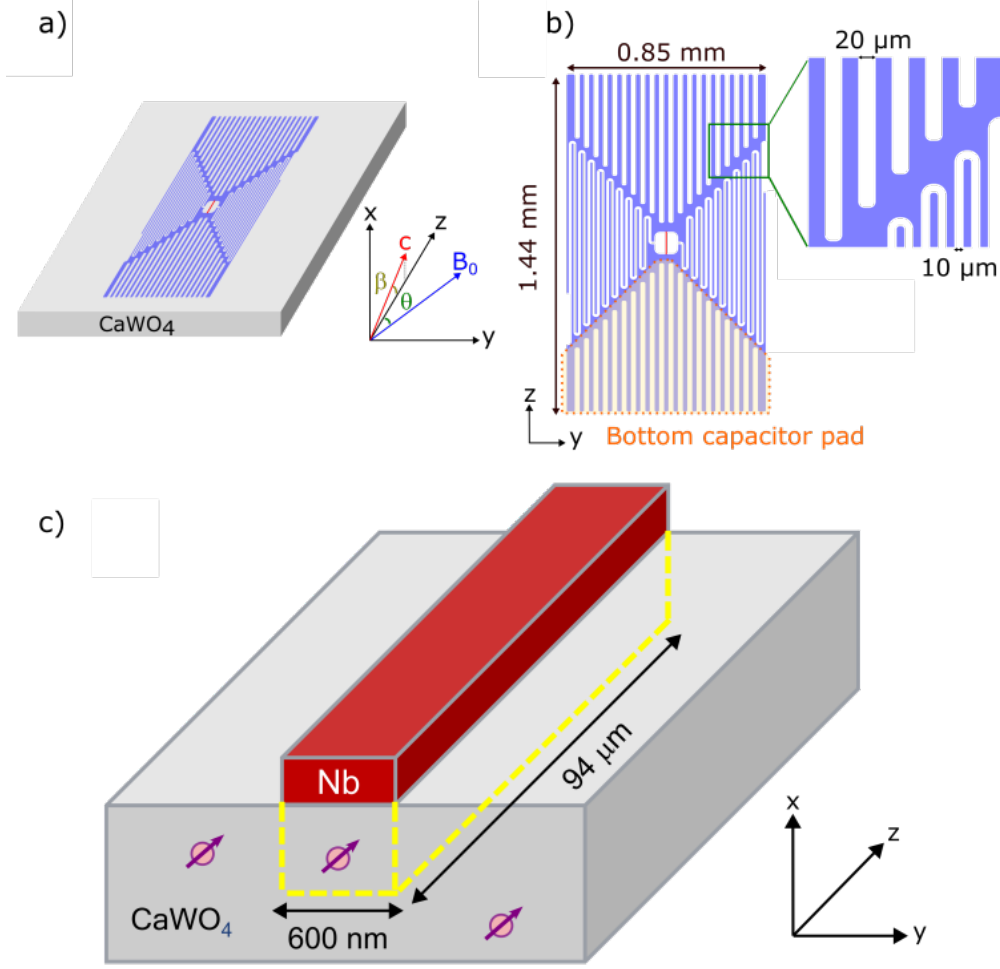 a)
x
z
c
B₀
β
θ
y
CaWO₄
b)
0.85 mm
20 µm
1.44 mm
10 µm
z
y
Bottom capacitor pad
c)
Nb
94 µm
CaWO₄
600 nm
x
z
y